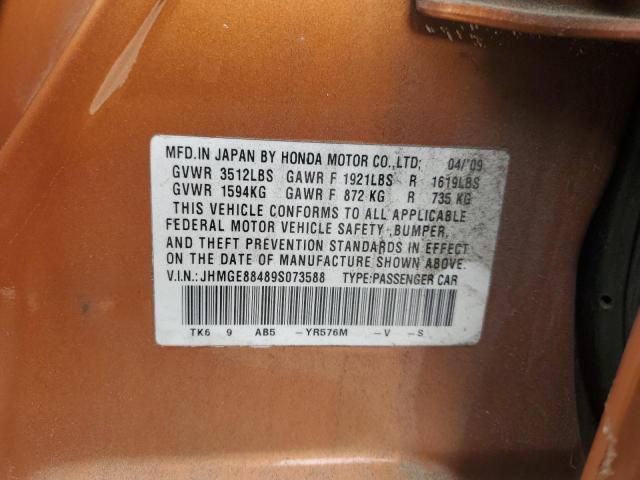 MFD.IN JAPAN BY HONDA MOTOR CO.,LTD; 04/'09
GVWR 3512LBS GAWR F 1921LBS R 1619LBS
GVWR 1594KG GAWR F 872 KG R 735 KG
THIS VEHICLE CONFORMS TO ALL APPLICABLE
FEDERAL MOTOR VEHICLE SAFETY ,BUMPER,
AND THEFT PREVENTION STANDARDS IN EFFECT
ON THE DATE OF MANUFACTURE SHOWN ABOVE.
V.I.N.:JHMGE88489S073588 TYPE:PASSENGER CAR
TK6 9 AB5 -YR576M -V -S